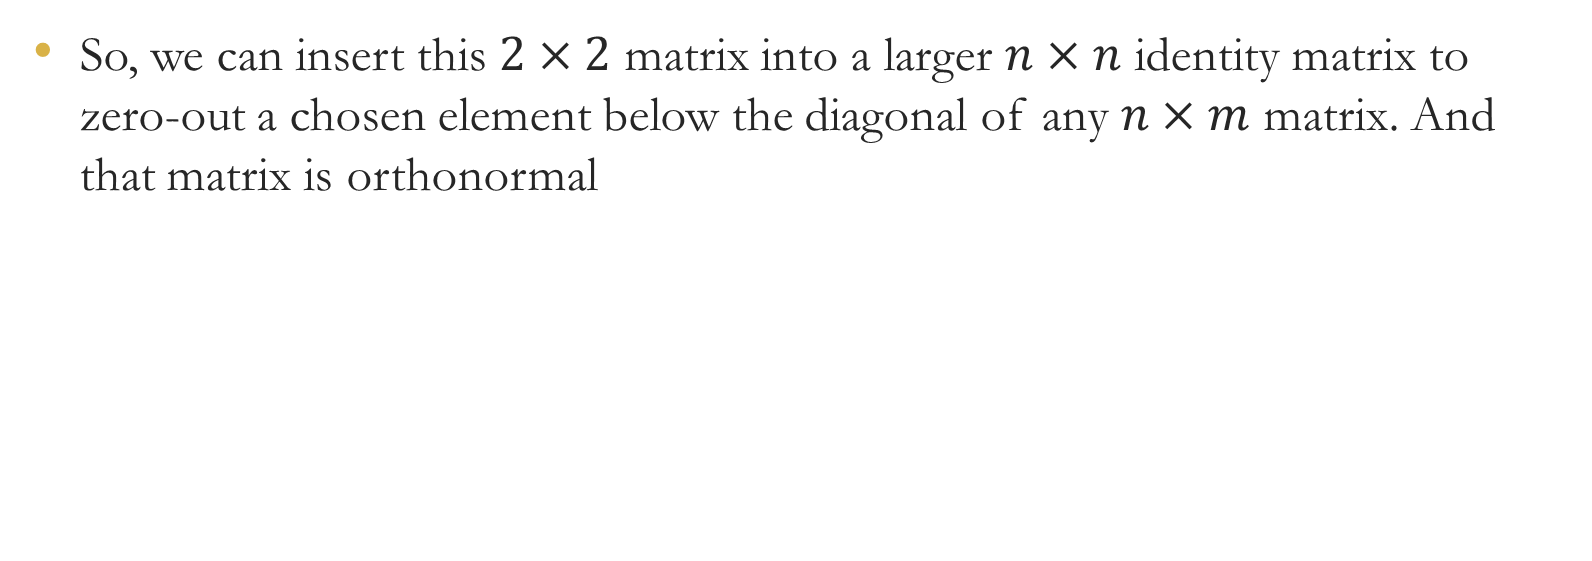 • So, we can insert this 2 × 2 matrix into a larger n × n identity matrix to
zero-out a chosen element below the diagonal of any n × m matrix. And
that matrix is orthonormal